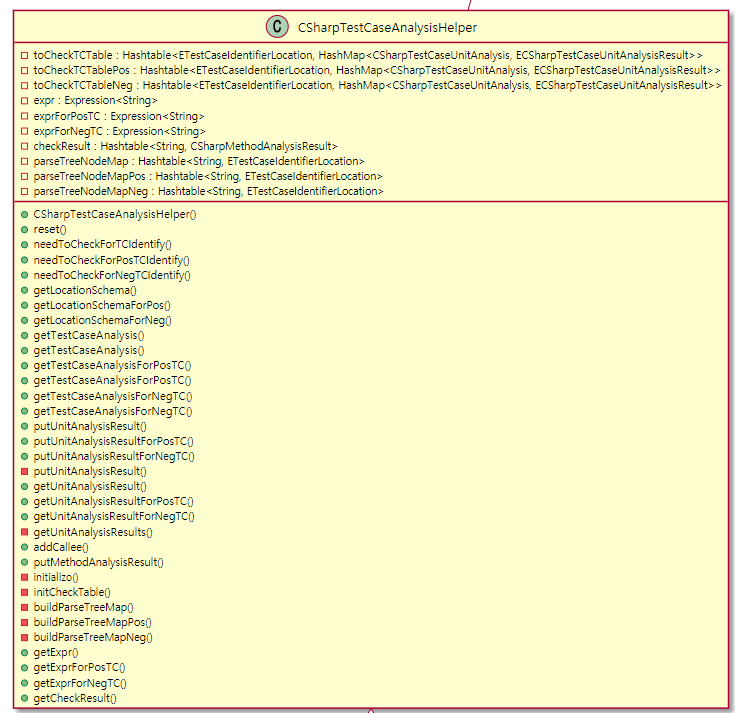 C CSharpTestCaseAnalysisHelper
toCheckTCTable : Hashtable<ETestCaseIdentifierLocation, HashMap<CSharpTestCaseUnitAnalysis, ECSharpTestCaseUnitAnalysisResult>>
toCheckTCTablePos : Hashtable<ETestCaseIdentifierLocation, HashMap<CSharpTestCaseUnitAnalysis, ECSharpTestCaseUnitAnalysisResult>>
toCheckTCTableNeg : Hashtable<ETestCaseIdentifierLocation, HashMap<CSharpTestCaseUnitAnalysis, ECSharpTestCaseUnitAnalysisResult>>
expr : Expression<String>
exprForPosTC : Expression<String>
exprForNegTC : Expression<String>
checkResult : Hashtable<String, CSharpMethodAnalysisResult>
parseTreeNodeMap : Hashtable<String, ETestCaseIdentifierLocation>
parseTreeNodeMapPos : Hashtable<String, ETestCaseIdentifierLocation>
parseTreeNodeMapNeg : Hashtable<String, ETestCaseIdentifierLocation>
CSharpTestCaseAnalysisHelper()
reset()
needToCheckForTCIdentify()
needToCheckForPosTCIdentify()
needToCheckForNegTCIdentify()
getLocationSchema()
getLocationSchemaForPos()
getLocationSchemaForNeg()
getTestCaseAnalysis()
getTestCaseAnalysis()
getTestCaseAnalysisForPosTC()
getTestCaseAnalysisForPosTC()
getTestCaseAnalysisForNegTC()
getTestCaseAnalysisForNegTC()
putUnitAnalysisResult()
putUnitAnalysisResultForPosTC()
putUnitAnalysisResultForNegTC()
putUnitAnalysisResult()
getUnitAnalysisResult()
getUnitAnalysisResultForPosTC()
getUnitAnalysisResultForNegTC()
getUnitAnalysisResults()
addCallee()
putMethodAnalysisResult()
initializo()
initCheckTable()
buildParseTreeMap()
buildParseTreeMapPos()
buildParseTreeMapNeg()
getExpr()
getExprForPosTC()
getExprForNegTC()
getCheckResult()